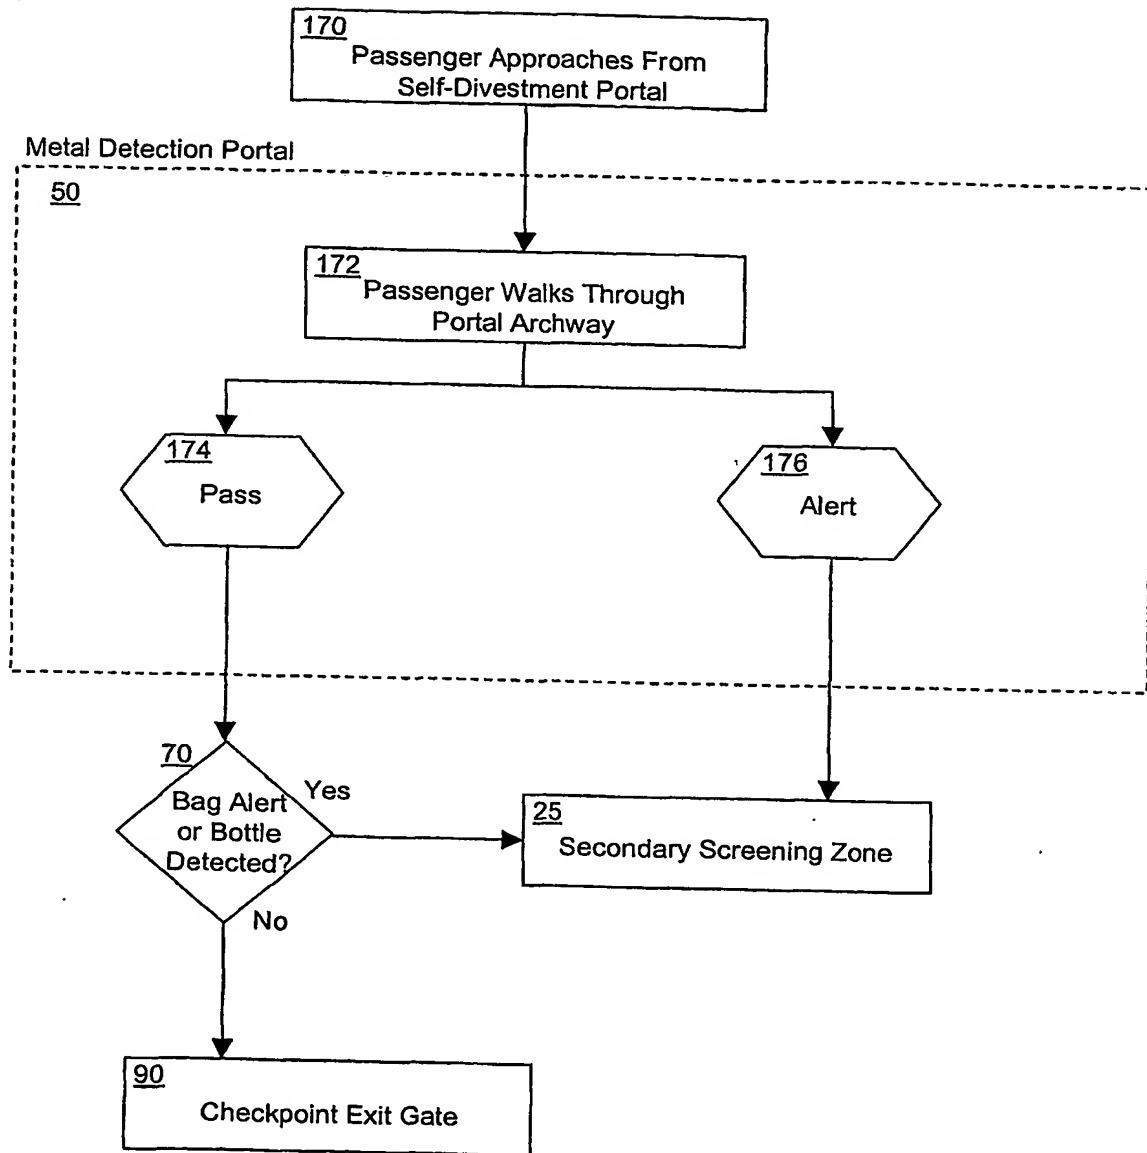 170
Passenger Approaches From
Self-Divestment Portal
Metal Detection Portal
50
172
Passenger Walks Through
Portal Archway
174
Pass
176
Alert
70
Bag Alert
or Bottle
Detected?
Yes
No
25
Secondary Screening Zone
90
Checkpoint Exit Gate